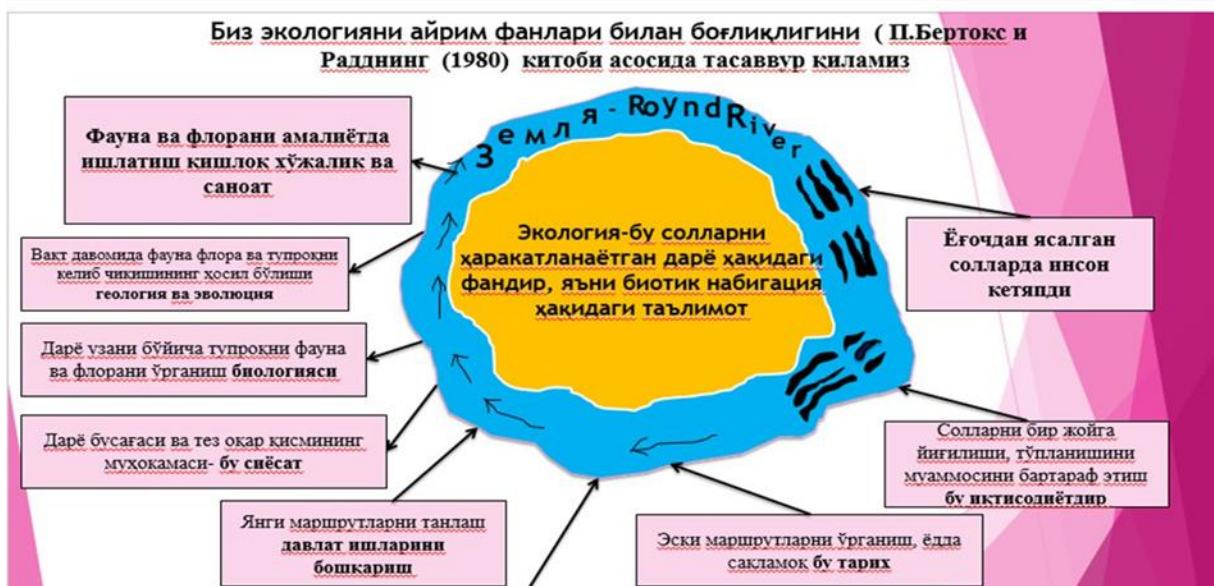 Биз экологияни айрим фанлари билан боғлиқлигини ( П.Бертокс и
Радднинг (1980) китоби асосида тасаввур қиламиз
Фауна ва флорани амалиётда
ишлатиш қишлоқ хўжалик ва
саноат
Вақт давомида фауна флора ва тупроқни
келиб чикишининг ҳосил бўлиши
геология ва эволюция
Дарё узани бўйича тупроқни фауна
ва флорани ўрганиш биологияси
Дарё бусағаси ва тез оқар қисмининг
муҳокамаси- бу сиёсат
Янги маршрутларни танлаш
давлат ишларини
бошқариш
Земля - RoyndRiver
Экология-бу солларни
ҳаракатланаётган дарё ҳақидаги
фандир, яъни биотик набигация
ҳақидаги таълимот
Ёғочдан ясалган
солларда инсон
кетяпди
Солларни бир жойга
йиғилиши, тўпланишини
муаммосини бартараф этиш
бу иқтисодиётдир
Эски маршрутларни ўрганиш, ёдда
сакламоқ бу тарих